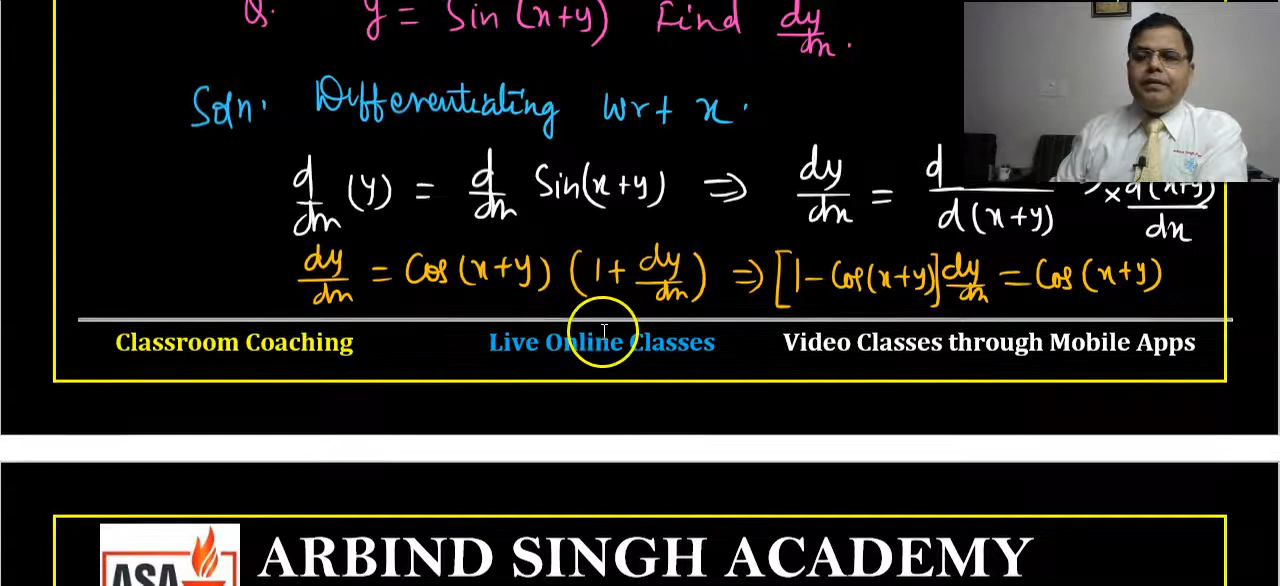 Q. y = Sin (x+y) Find dy/dx.
Soln. Differentiating wrt x.
d/dx (y) = d/dx Sin(x+y) ⇒ dy/dx = d/d(x+y) × d(x+y)/dx
dy/dx = Cos (x+y) (1 + dy/dx) ⇒ [1 - Cos(x+y)] dy/dx = Cos (x+y)
Classroom Coaching Live Online Classes Video Classes through Mobile Apps
ARBIND SINGH ACADEMY
ASA